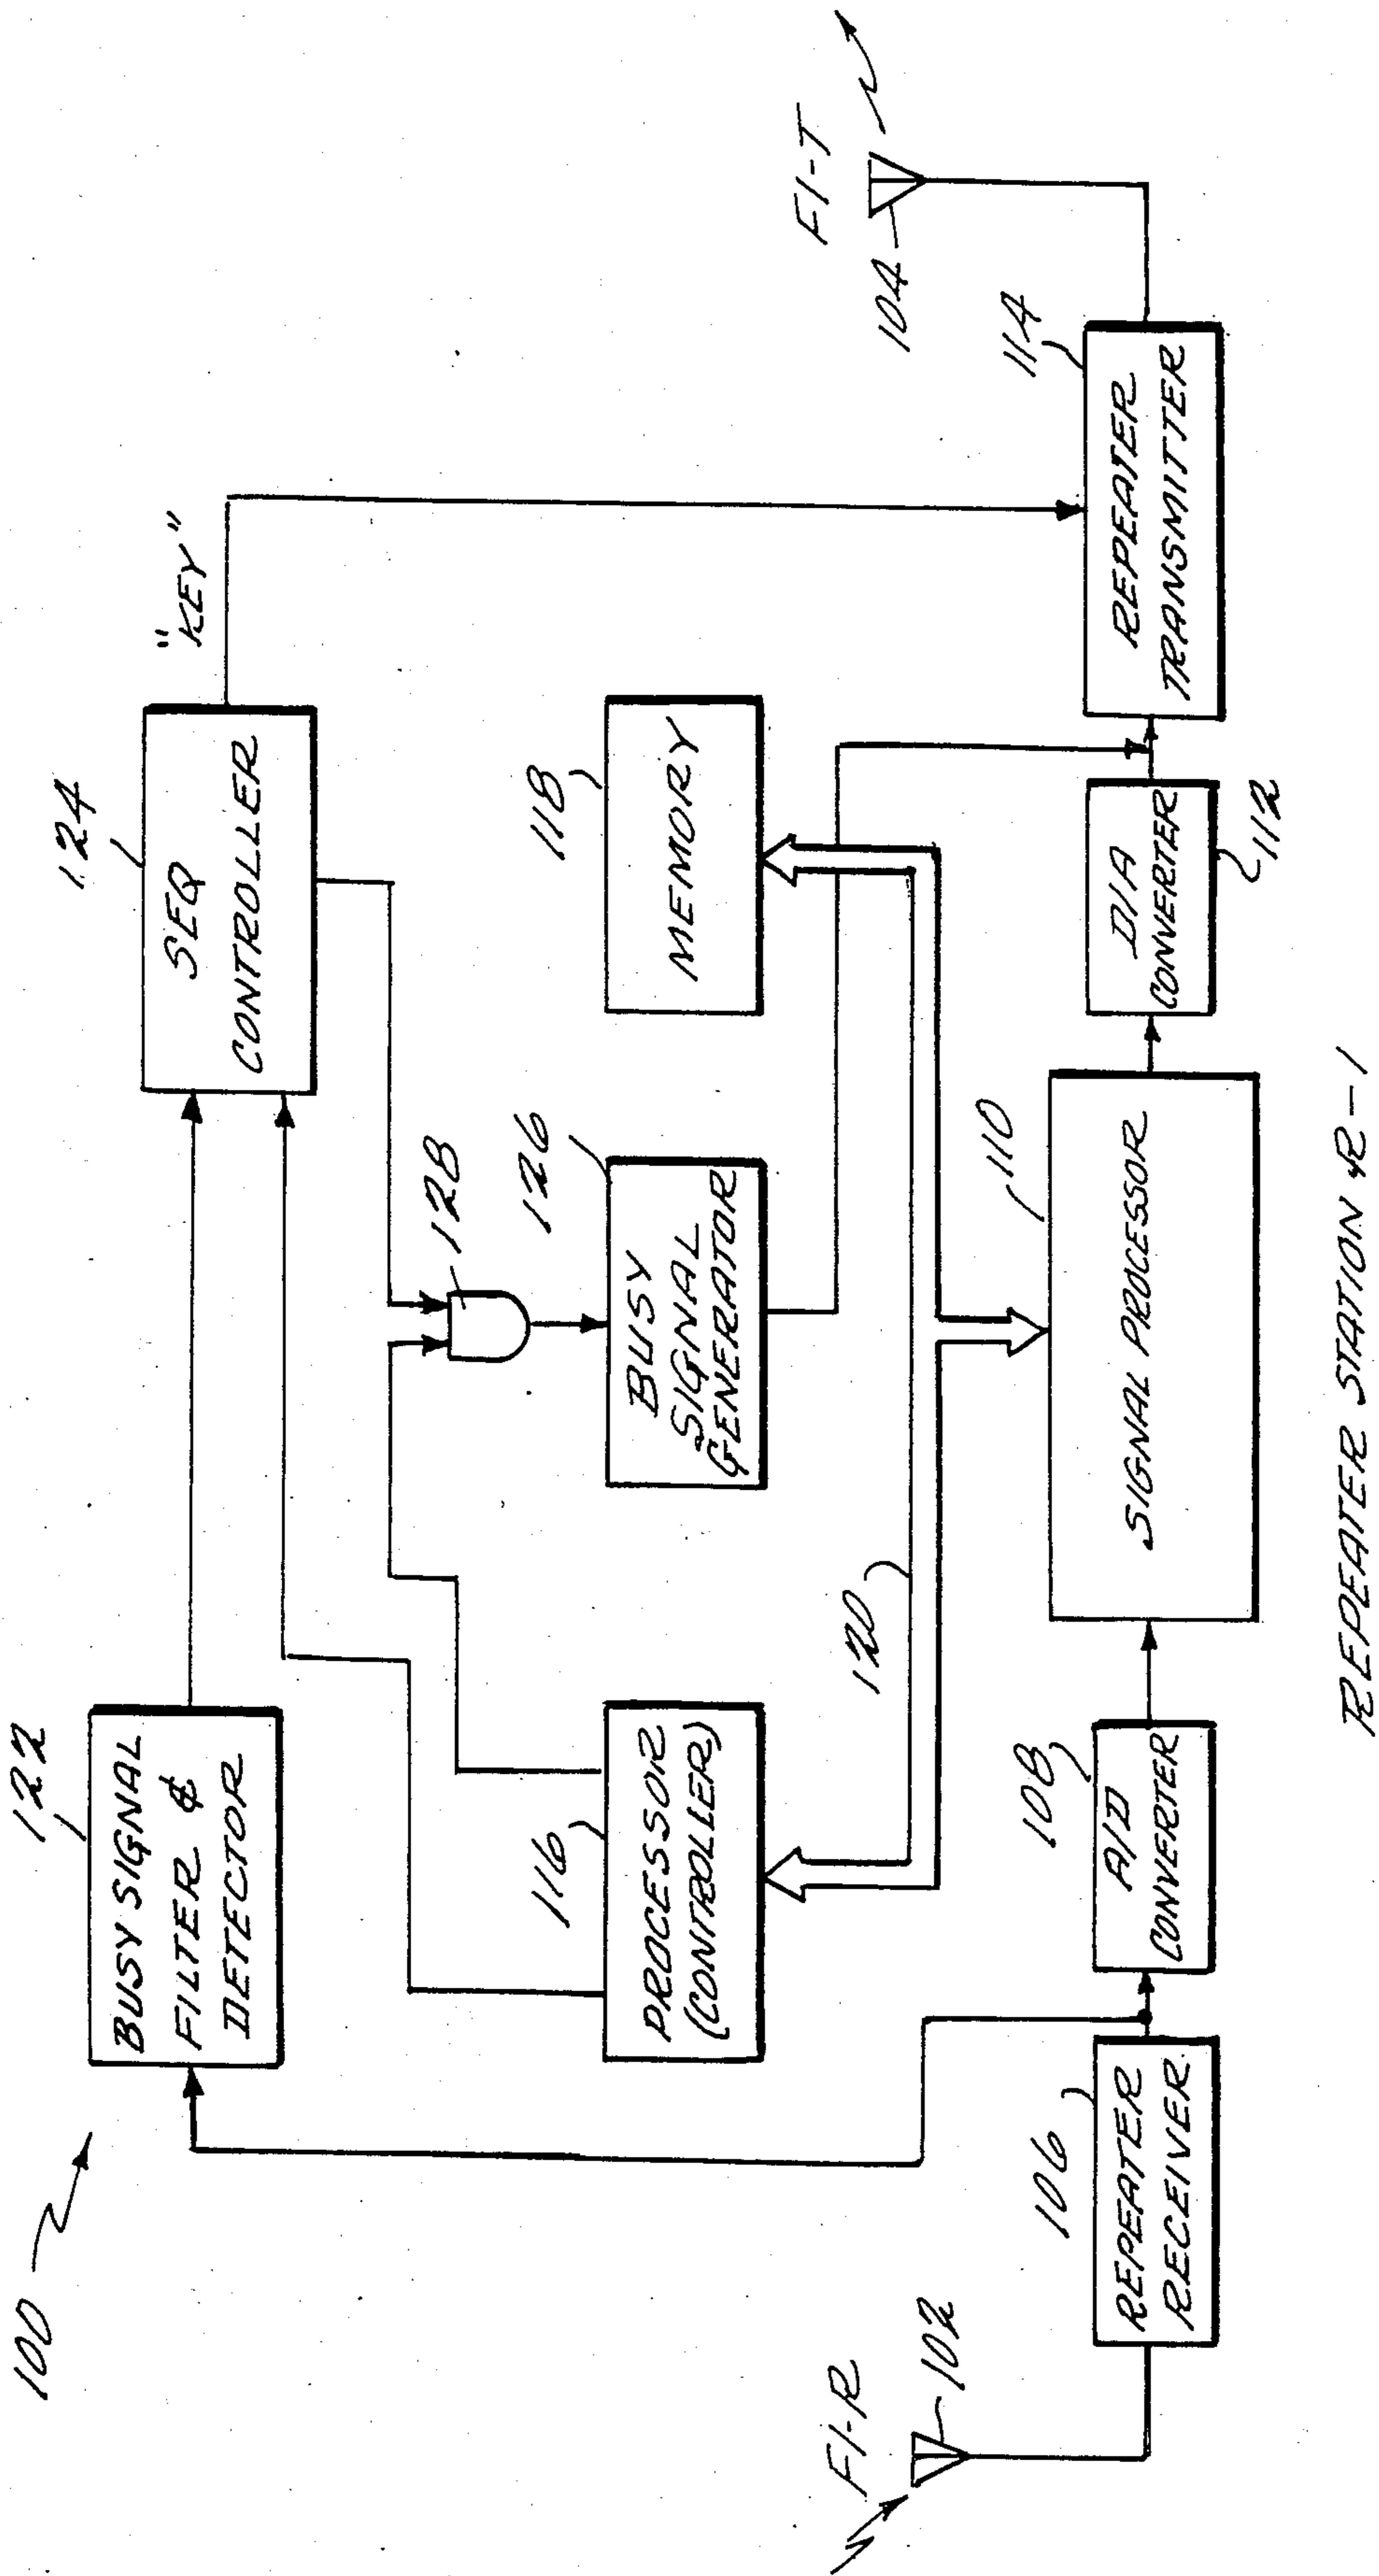 100
122
BUSY SIGNAL
FILTER &
DETECTOR
124
SEQ
CONTROLLER
"KEY"
128
116
PROCESSOR
(CONTROLLER)
126
BUSY
SIGNAL
GENERATOR
118
MEMORY
120
F1-R
102
F1-T
104
106
REPEATER
RECEIVER
108
A/D
CONVERTER
110
SIGNAL PROCESSOR
D/A
CONVERTER
112
114
REPEATER
TRANSMITTER
REPEATER STATION R-1